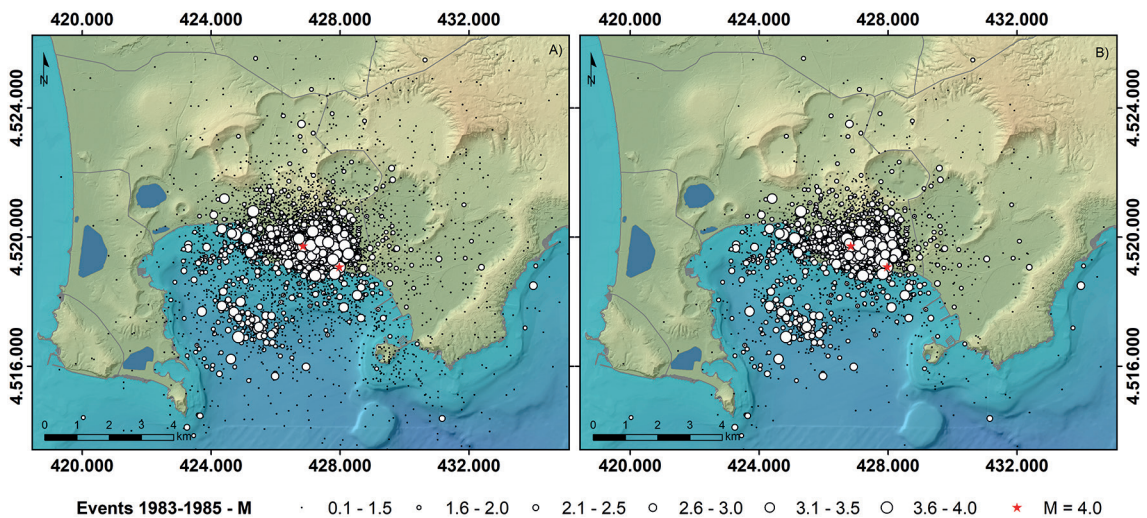 420.000 424.000 428.000 432.000 420.000 424.000 428.000 432.000
A) B)
N N
4.524.000 4.524.000
4.520.000 4.520.000
4.516.000 4.516.000
0 1 2 3 4 km 0 1 2 3 4 km
420.000 424.000 428.000 432.000 420.000 424.000 428.000 432.000
Events 1983-1985 - M 0.1 - 1.5 1.6 - 2.0 2.1 - 2.5 2.6 - 3.0 3.1 - 3.5 3.6 - 4.0 M = 4.0